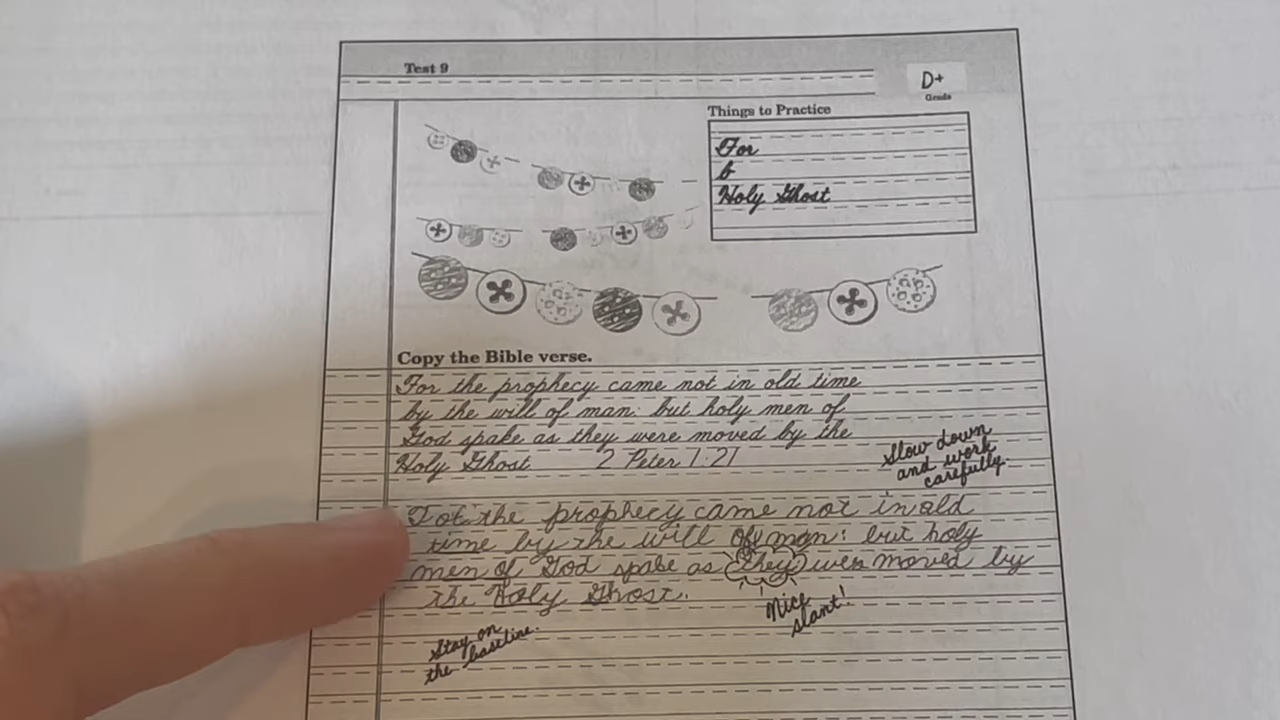 Test 9
D+
Grade
Things to Practice
For
b
Holy Ghost
Copy the Bible verse.
For the prophecy came not in old time
by the will of man: but holy men of
God spake as they were moved by the
Holy Ghost. 2 Peter 1:21
Slow down
and work
carefully.
Fot the prophecy came not in old
time by the will of man: but holy
men of God spake as they were moved by
the Holy Ghost.
Nice
slant!
Stay on
the baseline.